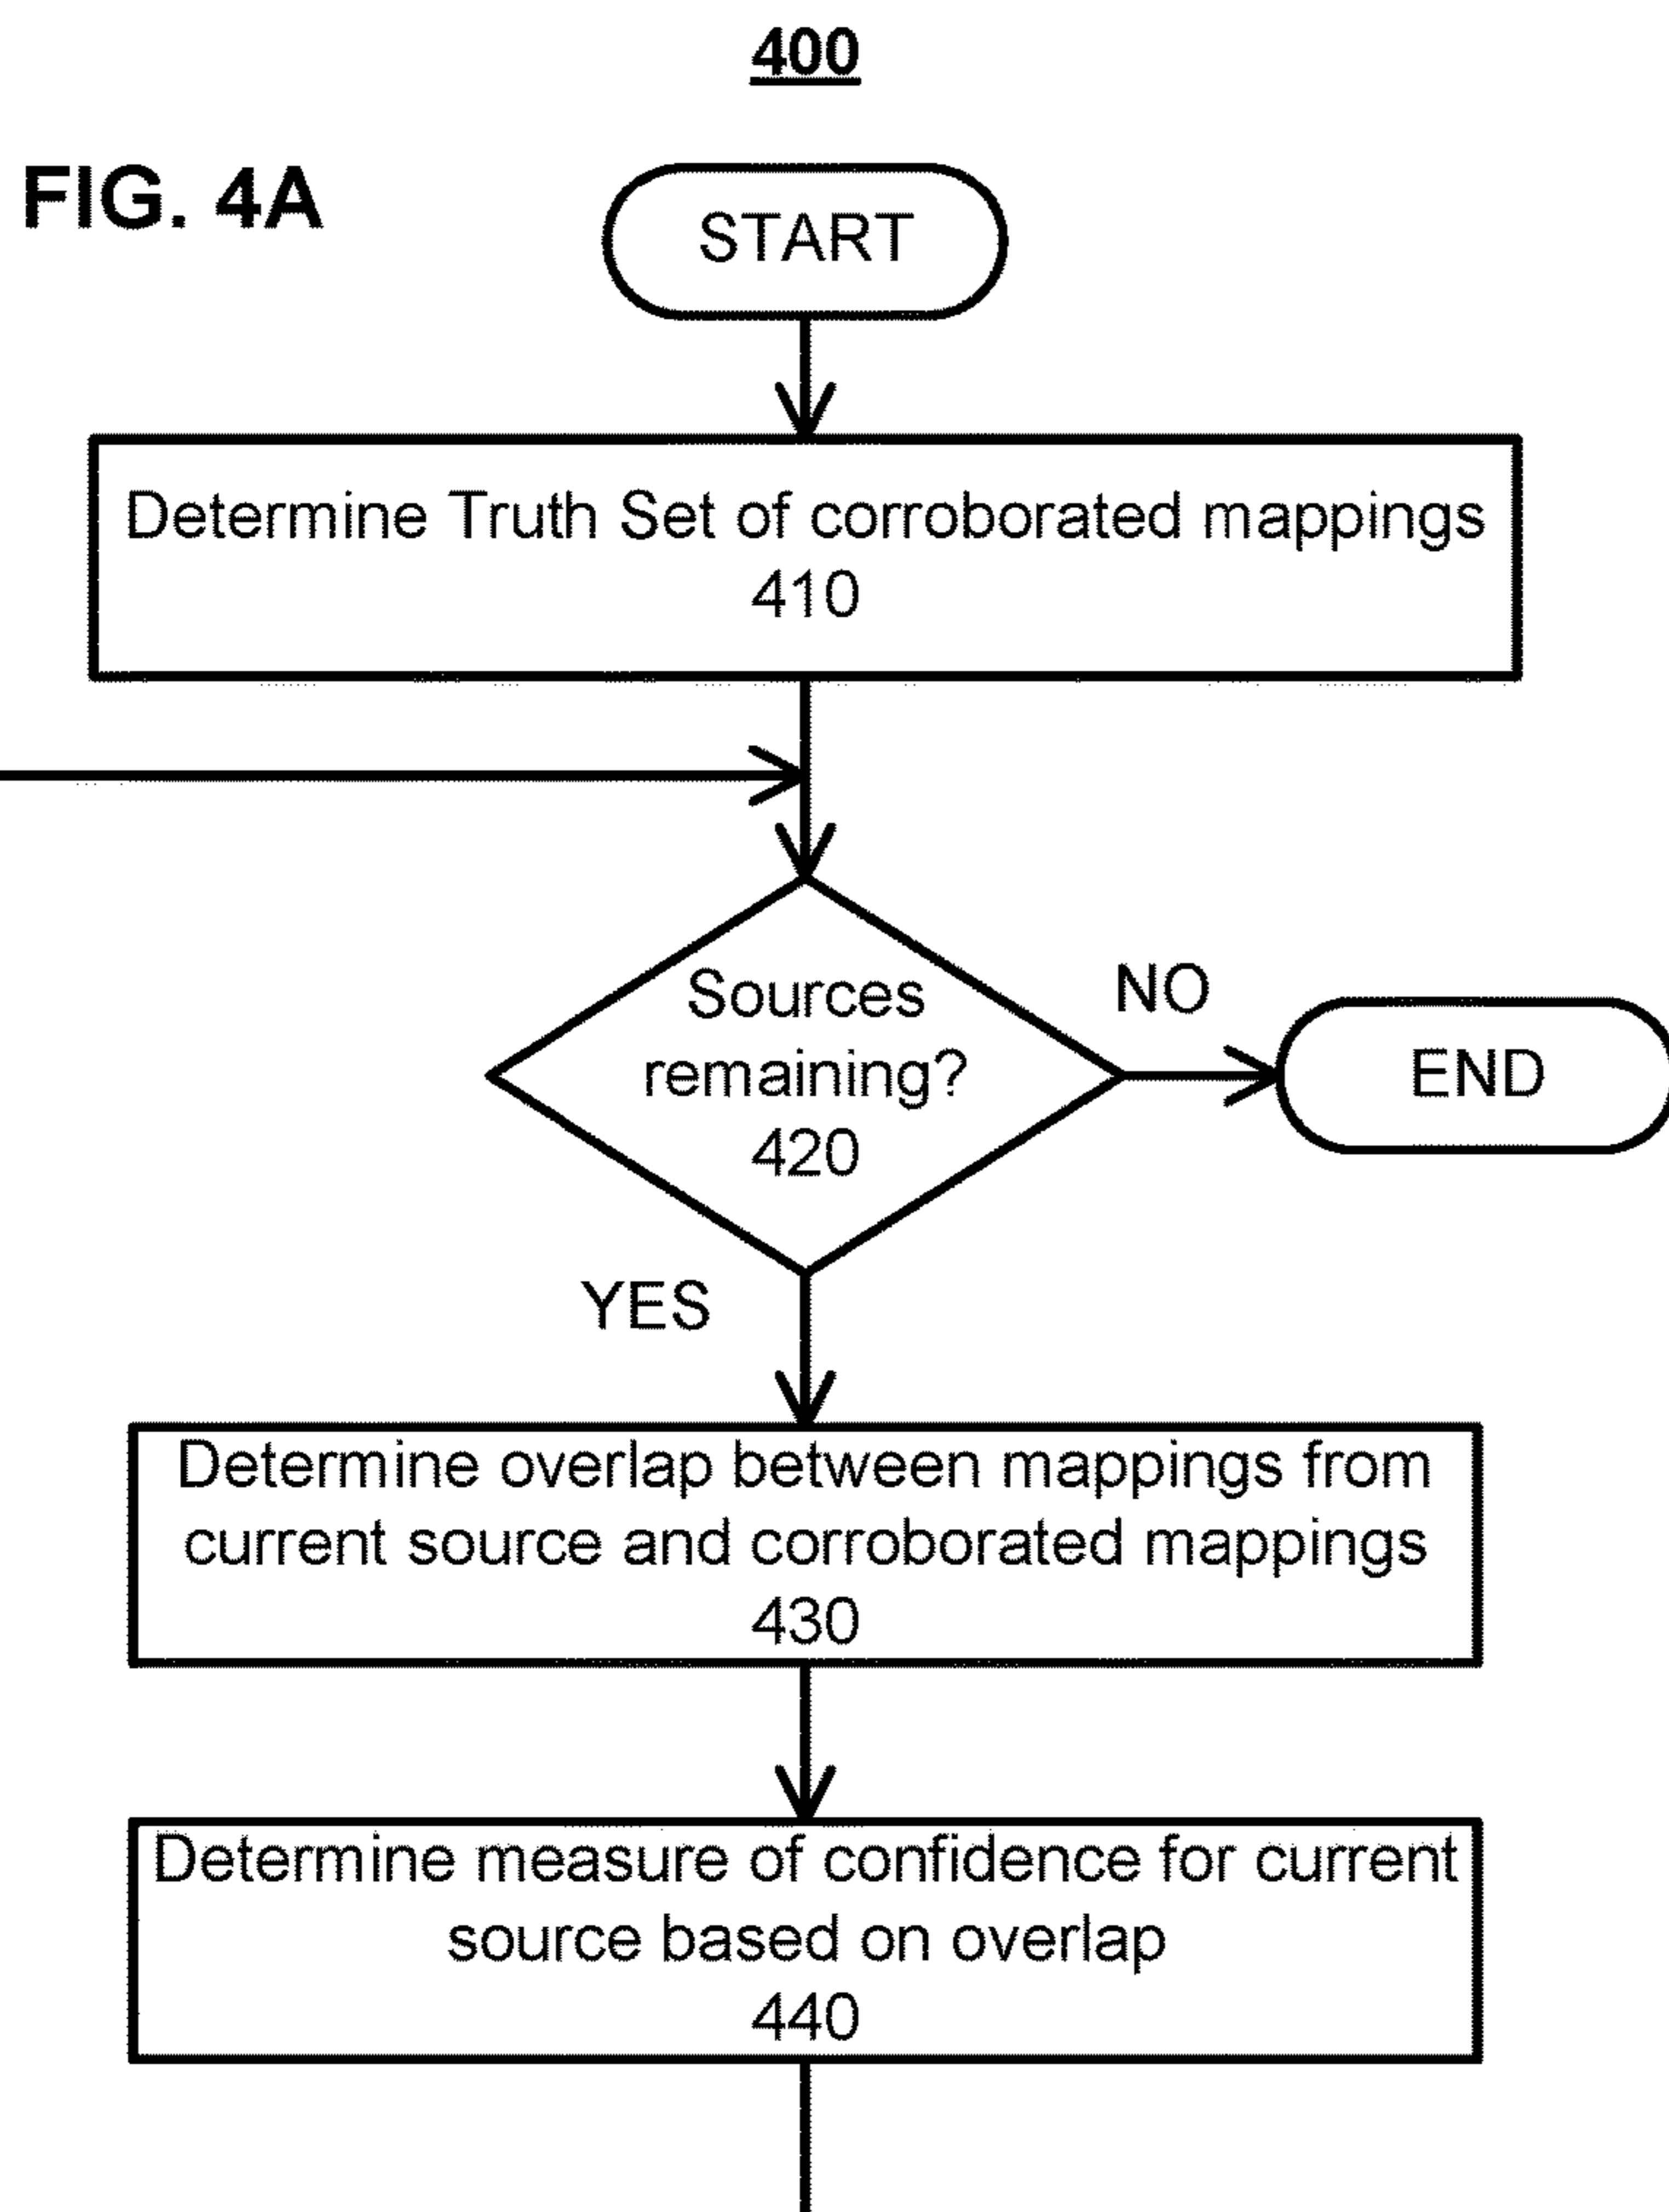 400
FIG. 4A
START
Determine Truth Set of corroborated mappings
410
Sources
remaining?
420
NO
END
YES
Determine overlap between mappings from
current source and corroborated mappings
430
Determine measure of confidence for current
source based on overlap
440